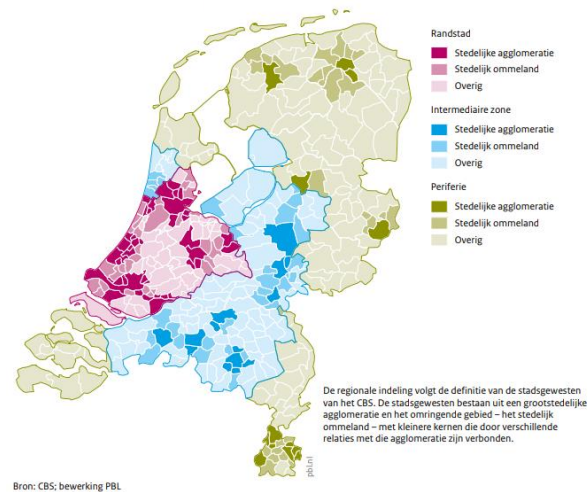 Randstad
Stedelijke agglomeratie
Stedelijk ommeland
Overig
Intermediaire zone
Stedelijke agglomeratie
Stedelijk ommeland
Overig
Periferie
Stedelijke agglomeratie
Stedelijk ommeland
Overig
De regionale indeling volgt de definitie van de stadsgewesten
van het CBS. De stadsgewesten bestaan uit een grootstedelijke
agglomeratie en het omringende gebied – het stedelijk
ommeland – met kleinere kernen die door verschillende
relaties met die agglomeratie zijn verbonden.
pbl.nl
Bron: CBS; bewerking PBL